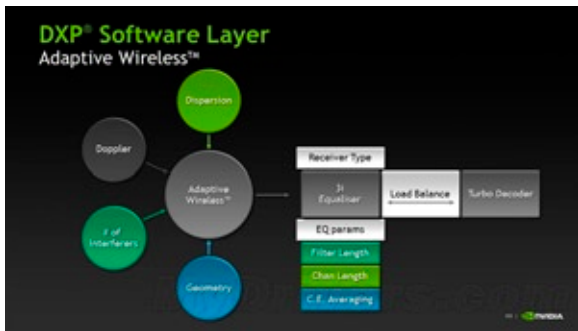 DXP® Software Layer
Adaptive Wireless™
Dispersion
Doppler
Adaptive
Wireless™
# of
Interferers
Geometry
Receiver Type
Equaliser
Load Balance
Turbo Decoder
EQ params
Filter Length
Chan Length
C.E. Averaging
NVIDIA